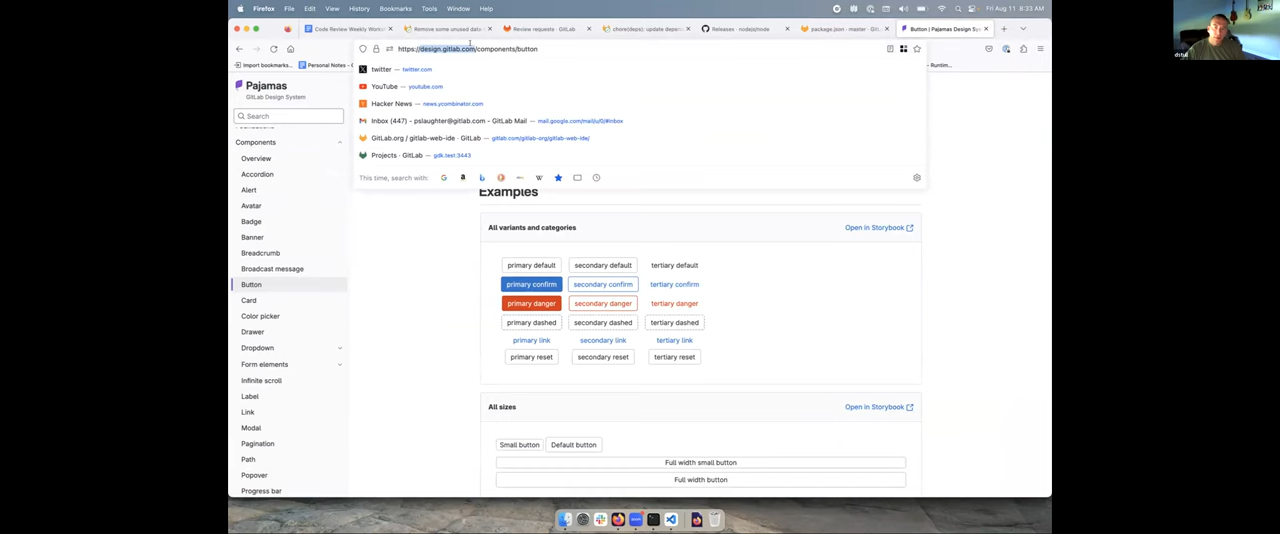 Firefox File Edit View History Bookmarks Tools Window Help
Fri Aug 11 8:33 AM
Code Review Weekly Works
Remove some unused data
Review requests · GitLab
chore(deps): update depen
Releases · nodejs/node
package.json · master · GitL
Button | Pajamas Design Sys
https://design.gitlab.com/components/button
Import bookmarks...
Personal Notes
Runtim...
twitter — twitter.com
YouTube — youtube.com
Hacker News — news.ycombinator.com
Inbox (447) - pslaughter@gitlab.com - GitLab Mail — mail.google.com/mail/u/0/#inbox
GitLab.org / gitlab-web-ide · GitLab — gitlab.com/gitlab-org/gitlab-web-ide/
Projects · GitLab — gdk.test:3443
This time, search with:
Pajamas
GitLab Design System
Search
Components
Overview
Accordion
Alert
Avatar
Badge
Banner
Breadcrumb
Broadcast message
Button
Card
Color picker
Drawer
Dropdown
Form elements
Infinite scroll
Label
Link
Modal
Pagination
Path
Popover
Progress bar
Examples
All variants and categories
Open in Storybook
primary default secondary default tertiary default
primary confirm secondary confirm tertiary confirm
primary danger secondary danger tertiary danger
primary dashed secondary dashed tertiary dashed
primary link secondary link tertiary link
primary reset secondary reset tertiary reset
All sizes
Open in Storybook
Small button Default button
Full width small button
Full width button